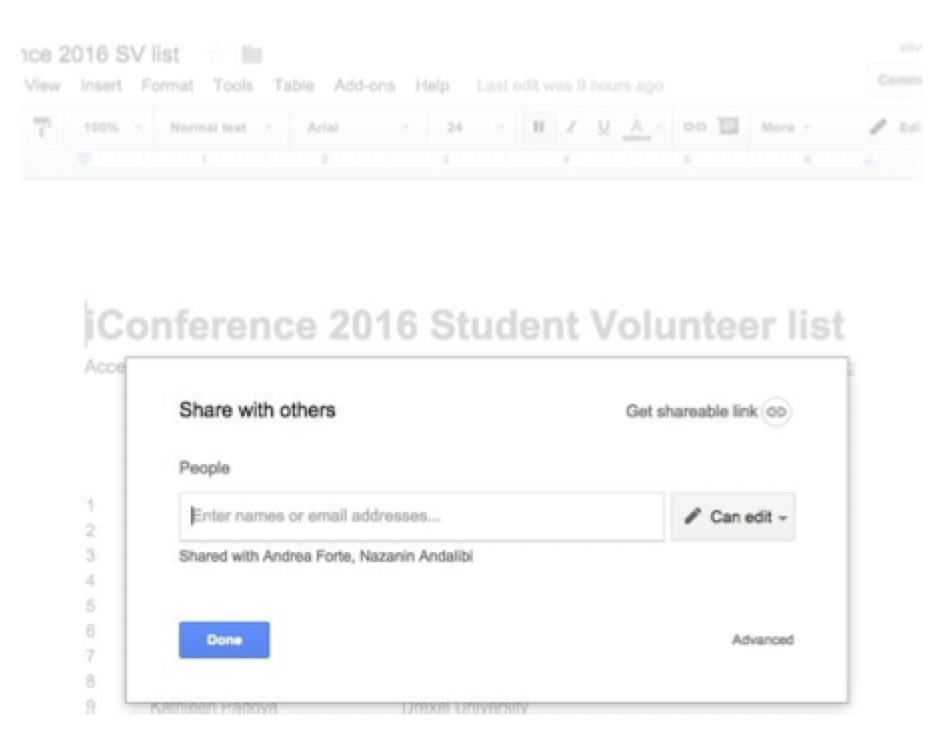 nce 2016 SV list
View Insert Format Tools Table Add-ons Help Last edit was 9 hours ago
100% Normal text Arial 24 B I U A More
1 2 3 4 5 6
iConference 2016 Student Volunteer list
Acce
Share with others Get shareable link
People
Enter names or email addresses... Can edit
Shared with Andrea Forte, Nazanin Andalibi
Done Advanced
1
2
3
4
5
6
7
8
9 Kathleen Padova Drexel University